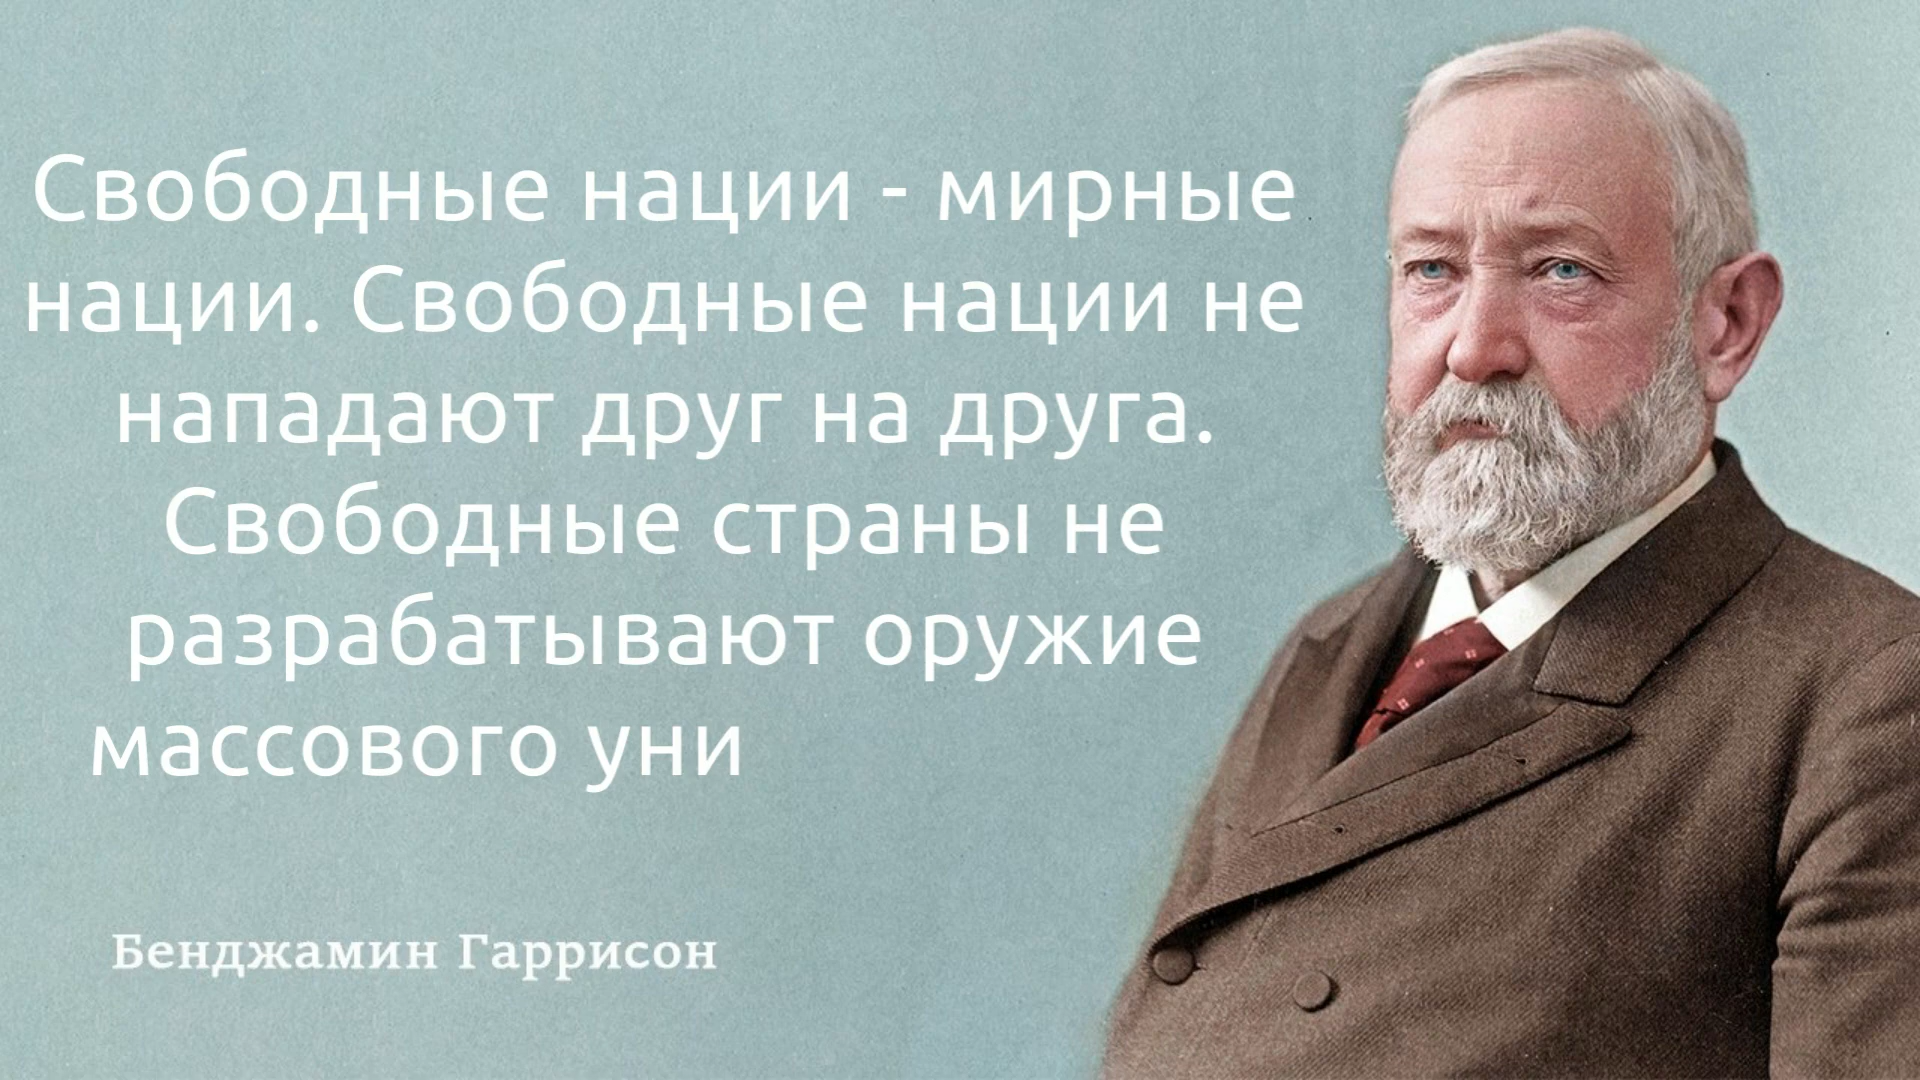 Свободные нации - мирные
нации. Свободные нации не
нападают друг на друга.
Свободные страны не
разрабатывают оружие
массового уни
Бенджамин Гаррисон